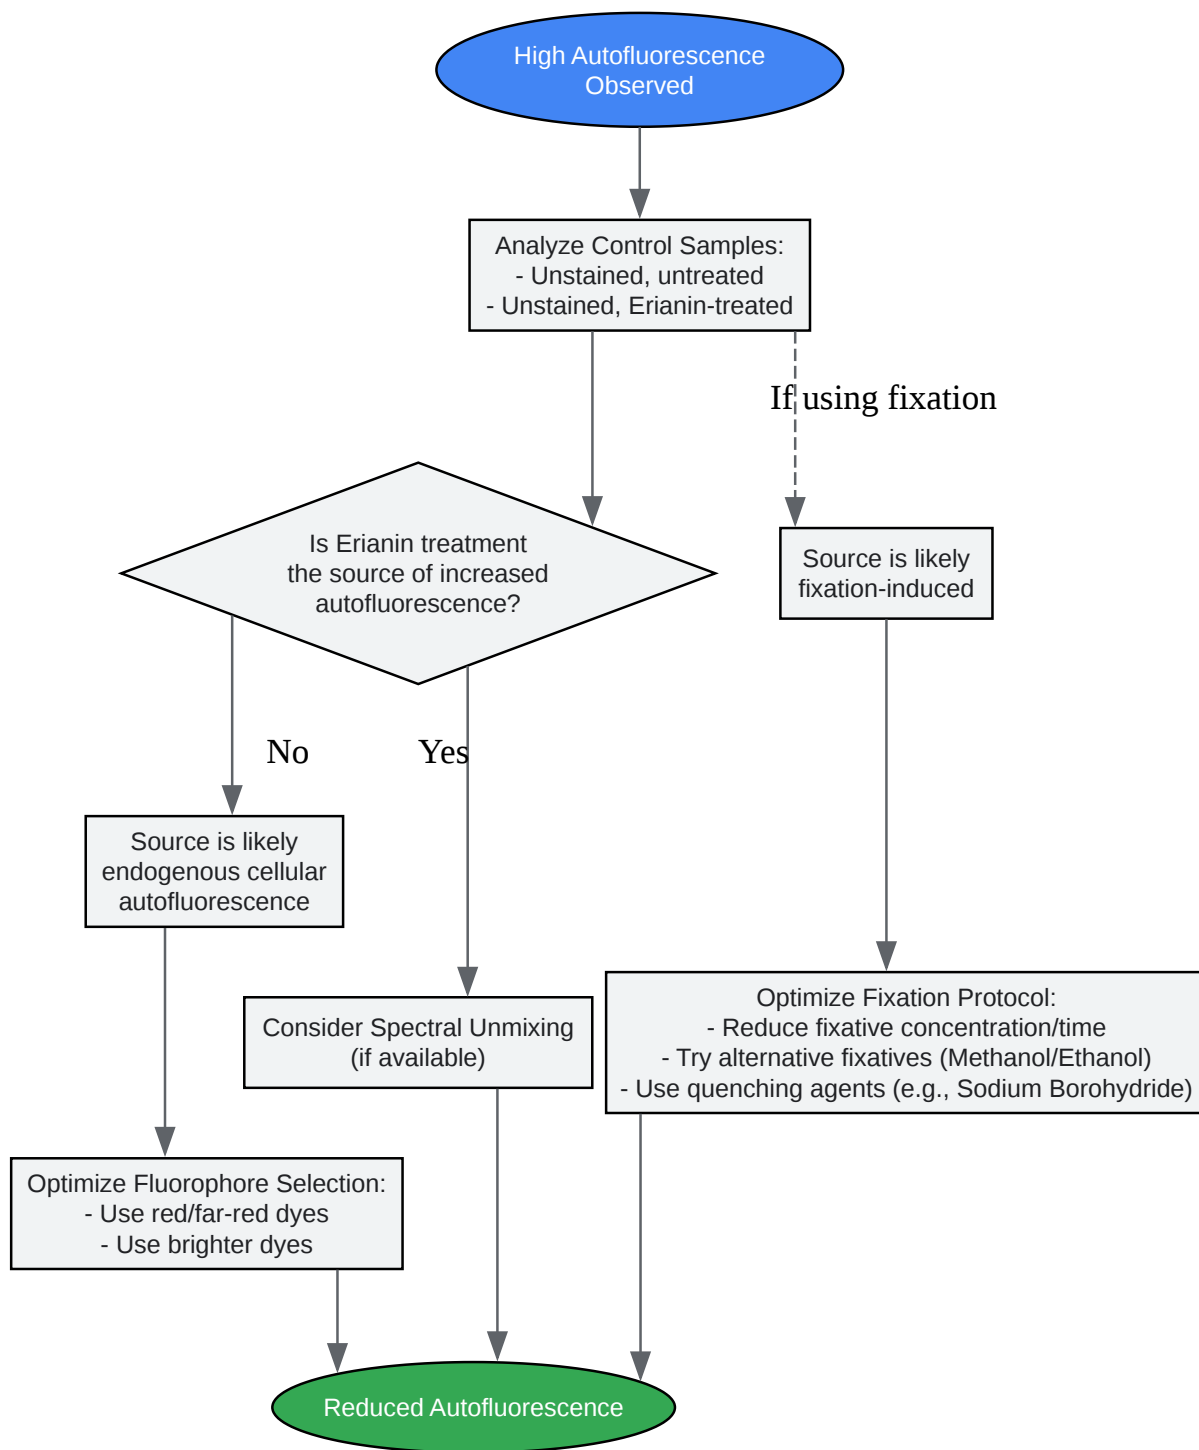 High Autofluorescence
Observed
Analyze Control Samples:
- Unstained, untreated
- Unstained, Erianin-treated
If using fixation
Is Erianin treatment
the source of increased
autofluorescence?
Source is likely
fixation-induced
No
Yes
Source is likely
endogenous cellular
autofluorescence
Consider Spectral Unmixing
(if available)
Optimize Fixation Protocol:
- Reduce fixative concentration/time
- Try alternative fixatives (Methanol/Ethanol)
- Use quenching agents (e.g., Sodium Borohydride)
Optimize Fluorophore Selection:
- Use red/far-red dyes
- Use brighter dyes
Reduced Autofluorescence